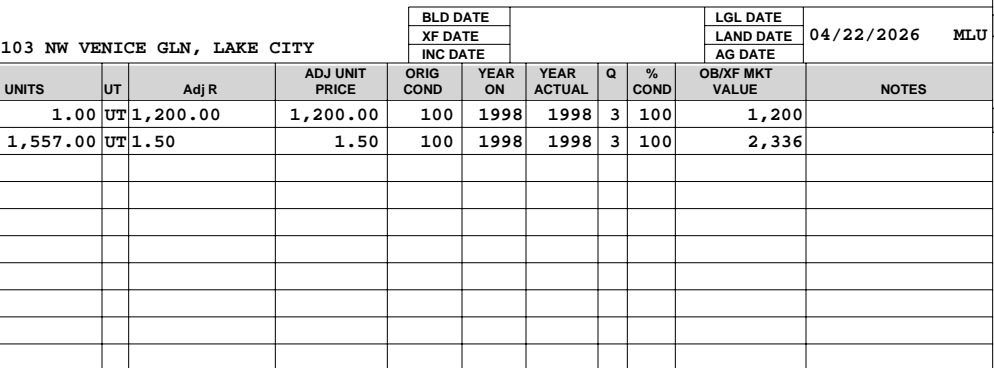 BLD DATE LGL DATE
XF DATE LAND DATE 04/22/2026 MLU
103 NW VENICE GLN, LAKE CITY
INC DATE AG DATE
UNITS UT Adj R ADJ UNIT PRICE ORIG COND YEAR ON YEAR ACTUAL Q % COND OB/XF MKT VALUE NOTES
1.00 UT 1,200.00 1,200.00 100 1998 1998 3 100 1,200
1,557.00 UT 1.50 1.50 100 1998 1998 3 100 2,336